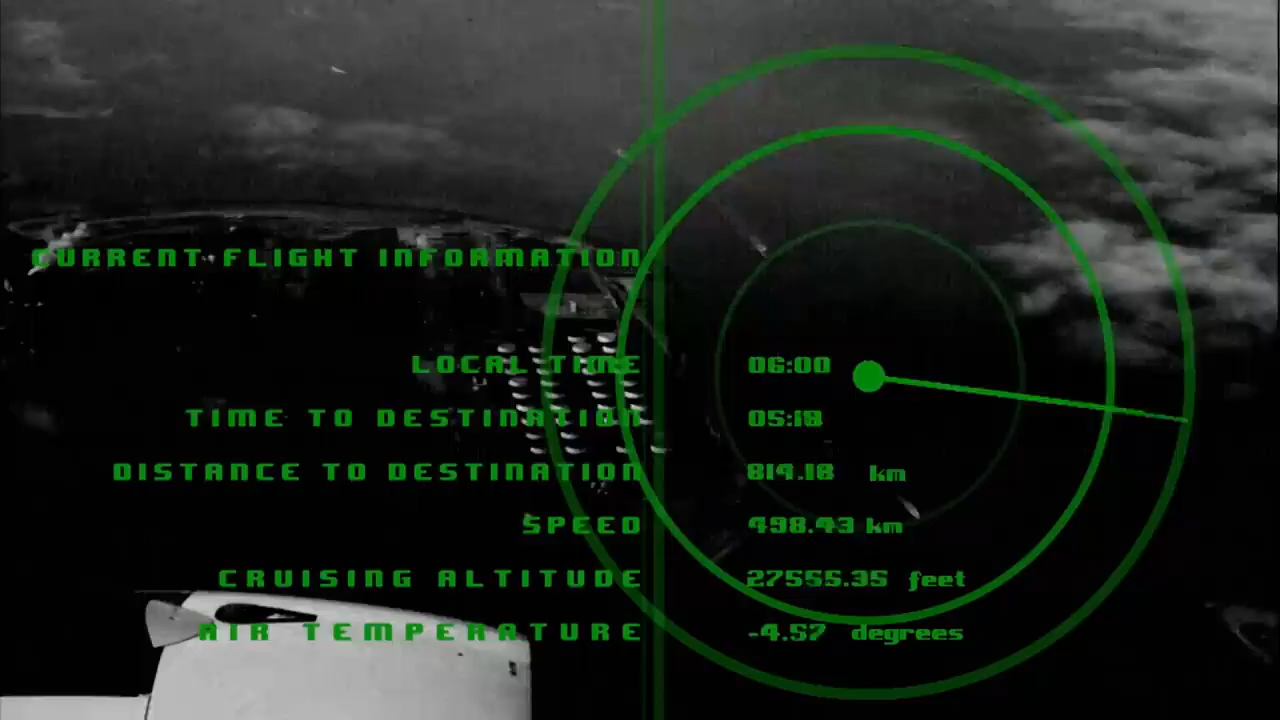 CURRENT FLIGHT INFORMATION
LOCAL TIME 06:00
TIME TO DESTINATION 05:18
DISTANCE TO DESTINATION 814.18 km
SPEED 498.43 km
CRUISING ALTITUDE 27555.35 feet
AIR TEMPERATURE -4.57 degrees